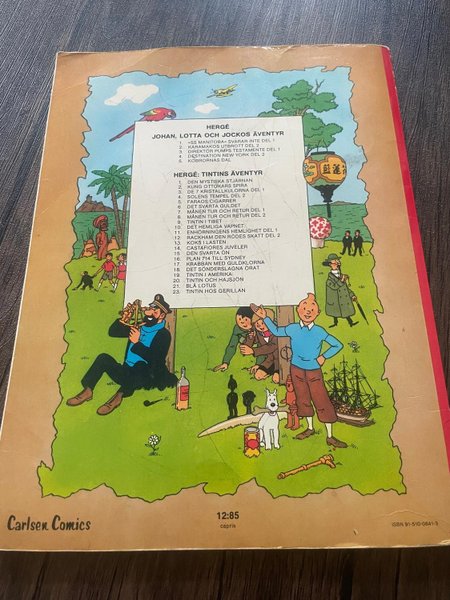 HERGÉ
JOHAN, LOTTA OCH JOCKOS ÄVENTYR
1. »SS MANITOBA» SVARAR INTE DEL 1
2. KARAMAKOS UTBROTT DEL 2
3. DIREKTÖR PUMPS TESTAMENTE DEL 1
4. DESTINATION NEW YORK DEL 2
5. KOBRORNAS DAL
HERGÉ: TINTINS ÄVENTYR
1. DEN MYSTISKA STJÄRNAN
2. KUNG OTTOKARS SPIRA
3. DE 7 KRISTALLKULORNA DEL 1
4. SOLENS TEMPEL DEL 2
5. FARAOS CIGARRER
6. DET SVARTA GULDET
7. MÅNEN TUR OCH RETUR DEL 1
8. MÅNEN TUR OCH RETUR DEL 2
9. TINTIN I TIBET
10. DET HEMLIGA VAPNET
11. ENHÖRNINGENS HEMLIGHET DEL 1
12. RACKHAM DEN RÖDES SKATT DEL 2
13. KOKS I LASTEN
14. CASTAFIORES JUVELER
15. DEN SVARTA ÖN
16. PLAN 714 TILL SYDNEY
17. KRABBAN MED GULDKLORNA
18. DET SÖNDERSLAGNA ÖRAT
19. TINTIN I AMERIKA
20. TINTIN OCH HAJSJÖN
21. BLÅ LOTUS
23. TINTIN HOS GERILLAN
Carlsen Comics
12:85
capris
ISBN 91-510-0841-3